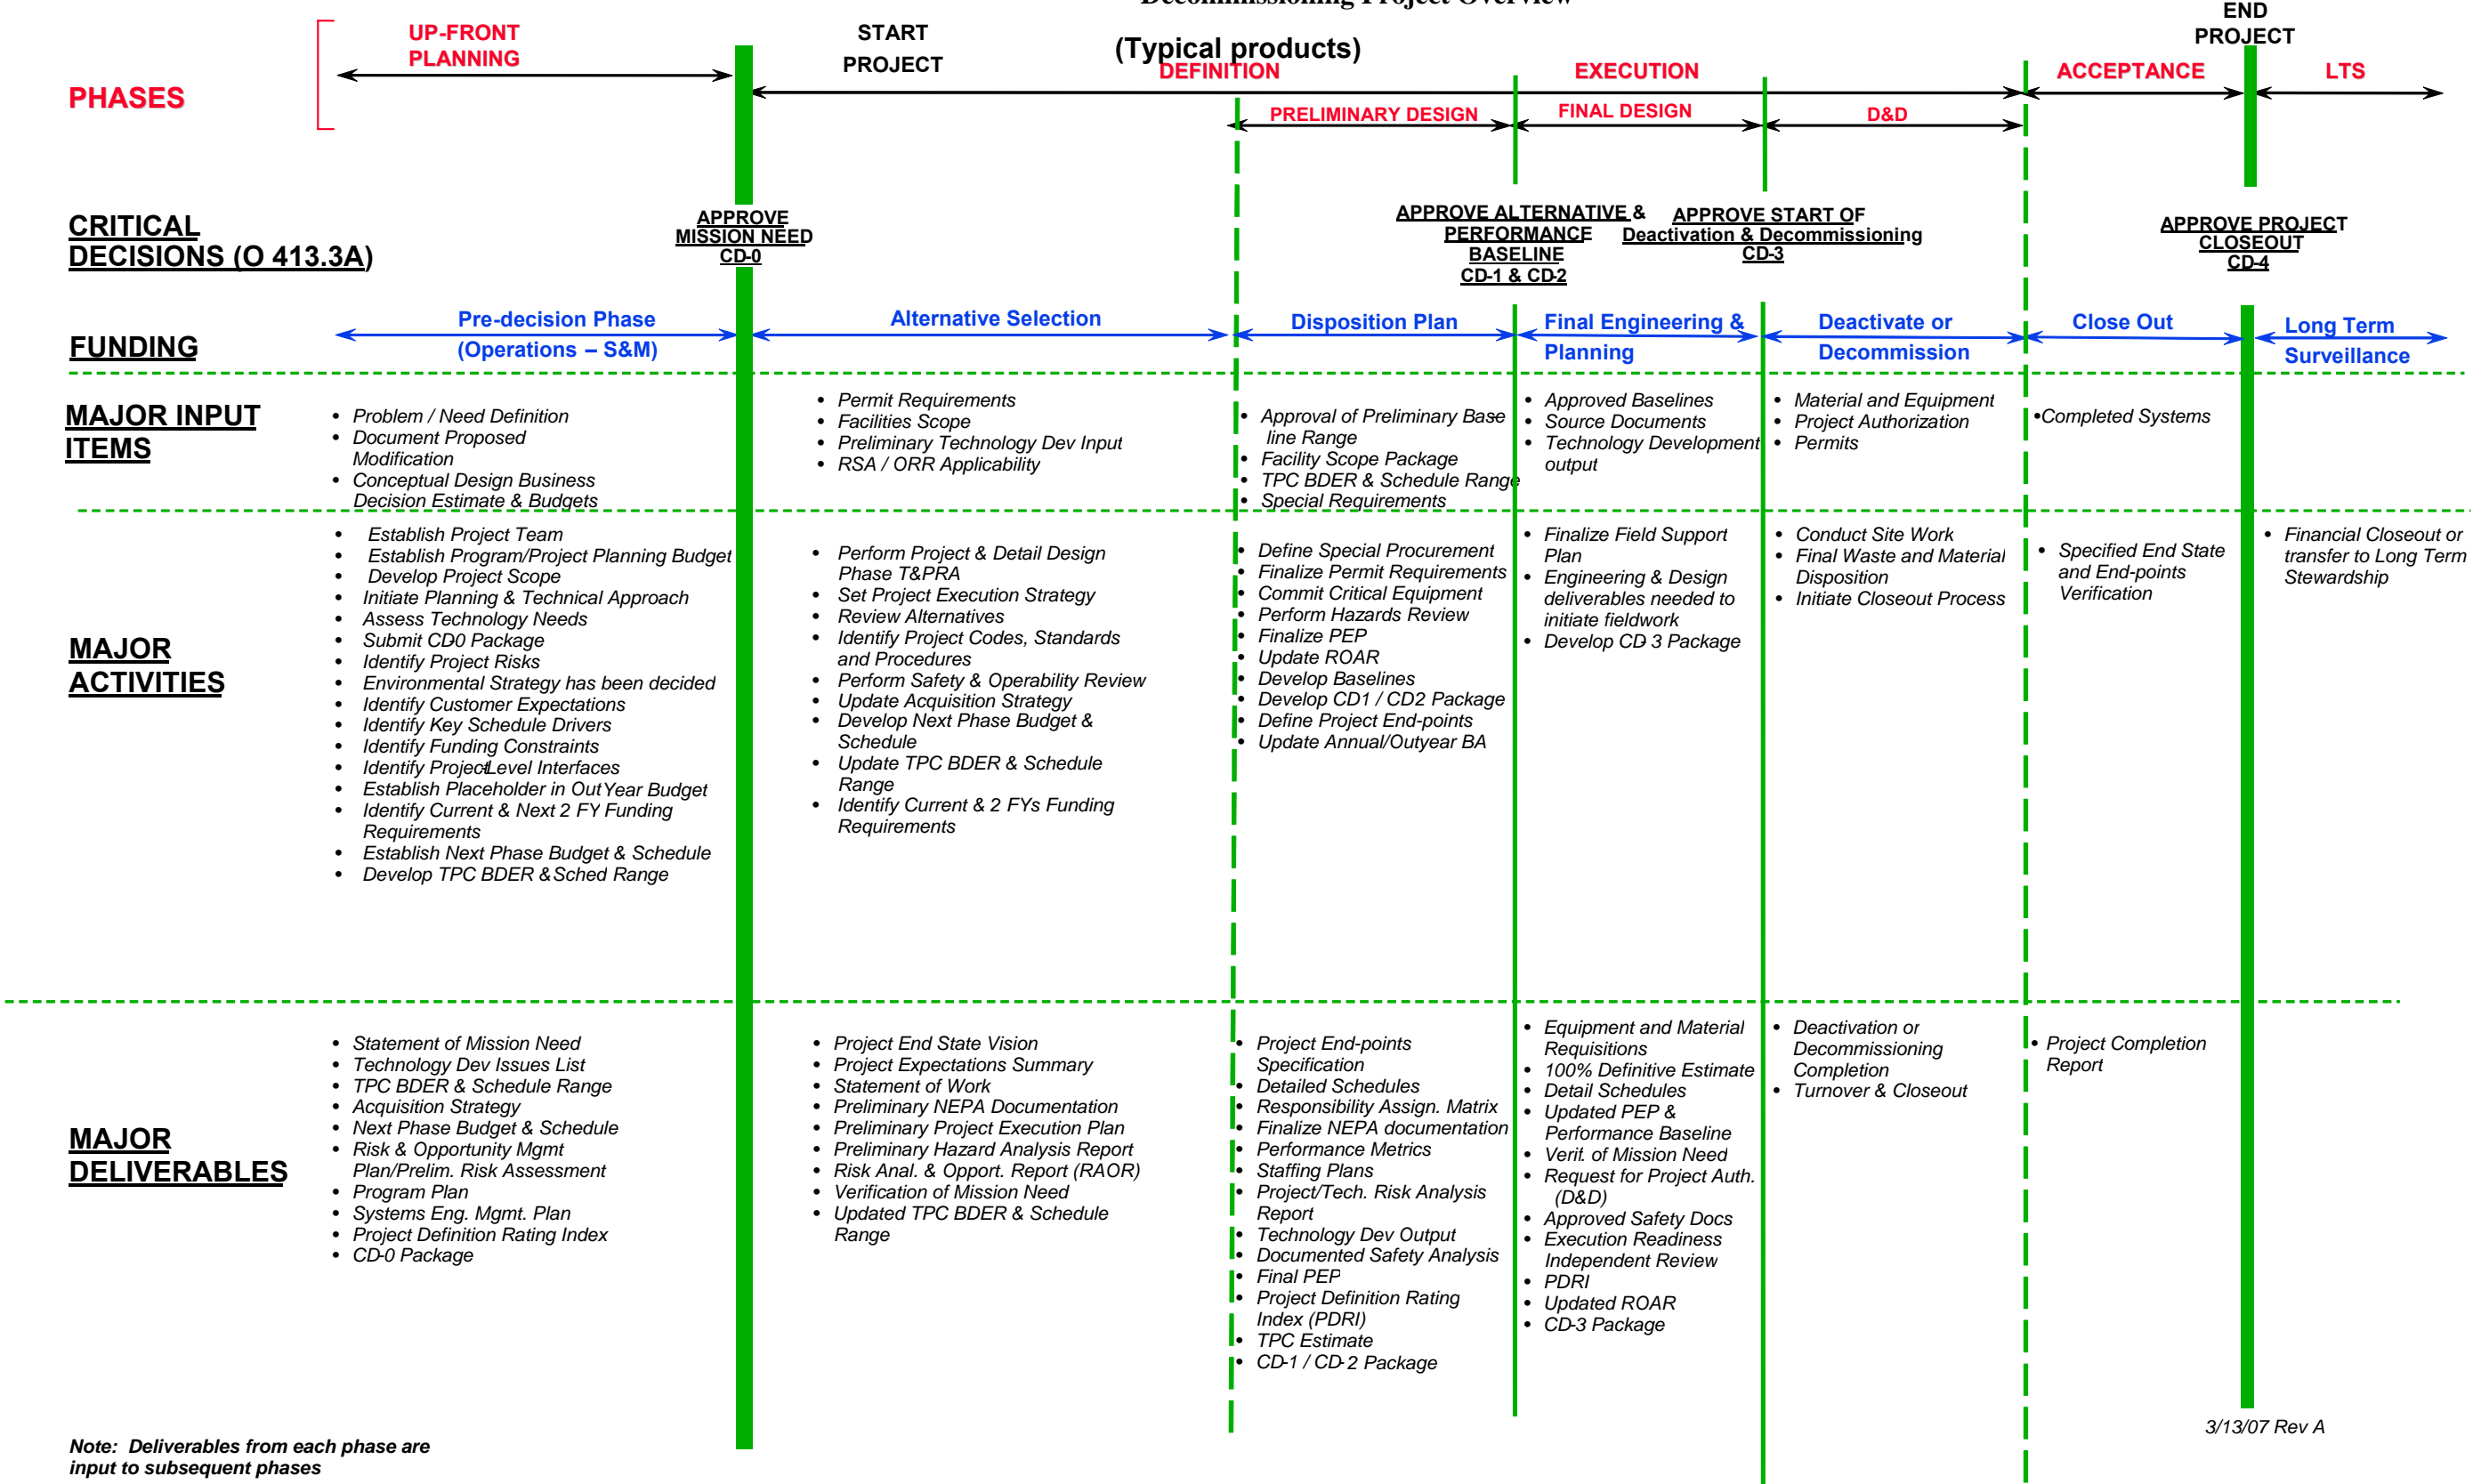 Decommissioning Project Overview
(Typical products)
PHASES
UP-FRONT
PLANNING
START
PROJECT
DEFINITION
EXECUTION
ACCEPTANCE
END
PROJECT
LTS
PRELIMINARY DESIGN
FINAL DESIGN
D&D
CRITICAL
DECISIONS (O 413.3A)
APPROVE
MISSION NEED
CD-0
APPROVE ALTERNATIVE &
PERFORMANCE
BASELINE
CD-1 & CD-2
APPROVE START OF
Deactivation & Decommissioning
CD-3
APPROVE PROJECT
CLOSEOUT
CD-4
FUNDING
Pre-decision Phase
(Operations – S&M)
Alternative Selection
Disposition Plan
Final Engineering &
Planning
Deactivate or
Decommission
Close Out
Long Term
Surveillance
MAJOR INPUT
ITEMS
• Problem / Need Definition
• Document Proposed
Modification
• Conceptual Design Business
Decision Estimate & Budgets
• Permit Requirements
• Facilities Scope
• Preliminary Technology Dev Input
• RSA / ORR Applicability
• Approval of Preliminary Base-
line Range
• Facility Scope Package
• TPC BDER & Schedule Range
• Special Requirements
• Approved Baselines
• Source Documents
• Technology Development
output
• Material and Equipment
• Project Authorization
• Permits
•Completed Systems
MAJOR
ACTIVITIES
• Establish Project Team
• Establish Program/Project Planning Budget
• Develop Project Scope
• Initiate Planning & Technical Approach
• Assess Technology Needs
• Submit CD0 Package
• Identify Project Risks
• Environmental Strategy has been decided
• Identify Customer Expectations
• Identify Key Schedule Drivers
• Identify Funding Constraints
• Identify Project-Level Interfaces
• Establish Placeholder in Out Year Budget
• Identify Current & Next 2 FY Funding
Requirements
• Establish Next Phase Budget & Schedule
• Develop TPC BDER & Sched Range
• Perform Project & Detail Design
Phase T&PRA
• Set Project Execution Strategy
• Review Alternatives
• Identify Project Codes, Standards
and Procedures
• Perform Safety & Operability Review
• Update Acquisition Strategy
• Develop Next Phase Budget &
Schedule
• Update TPC BDER & Schedule
Range
• Identify Current & 2 FYs Funding
Requirements
• Define Special Procurement
• Finalize Permit Requirements
• Commit Critical Equipment
• Perform Hazards Review
• Finalize PEP
• Update ROAR
• Develop Baselines
• Develop CD1 / CD2 Package
• Define Project End-points
• Update Annual/Outyear BA
• Finalize Field Support
Plan
• Engineering & Design
deliverables needed to
initiate fieldwork
• Develop CD 3 Package
• Conduct Site Work
• Final Waste and Material
Disposition
• Initiate Closeout Process
• Specified End State
and End-points
Verification
• Financial Closeout or
transfer to Long Term
Stewardship
MAJOR
DELIVERABLES
• Statement of Mission Need
• Technology Dev Issues List
• TPC BDER & Schedule Range
• Acquisition Strategy
• Next Phase Budget & Schedule
• Risk & Opportunity Mgmt
Plan/Prelim. Risk Assessment
• Program Plan
• Systems Eng. Mgmt. Plan
• Project Definition Rating Index
• CD-0 Package
• Project End State Vision
• Project Expectations Summary
• Statement of Work
• Preliminary NEPA Documentation
• Preliminary Project Execution Plan
• Preliminary Hazard Analysis Report
• Risk Anal. & Opport. Report (RAOR)
• Verification of Mission Need
• Updated TPC BDER & Schedule
Range
• Project End-points
Specification
• Detailed Schedules
• Responsibility Assign. Matrix
• Finalize NEPA documentation
• Performance Metrics
• Staffing Plans
• Project/Tech. Risk Analysis
Report
• Technology Dev Output
• Documented Safety Analysis
• Final PEP
• Project Definition Rating
Index (PDRI)
• TPC Estimate
• CD-1 / CD-2 Package
• Equipment and Material
Requisitions
• 100% Definitive Estimate
• Detail Schedules
• Updated PEP &
Performance Baseline
• Verif. of Mission Need
• Request for Project Auth.
(D&D)
• Approved Safety Docs
• Execution Readiness
Independent Review
• PDRI
• Updated ROAR
• CD-3 Package
• Deactivation or
Decommissioning
Completion
• Turnover & Closeout
• Project Completion
Report
Note: Deliverables from each phase are
input to subsequent phases
3/13/07 Rev A